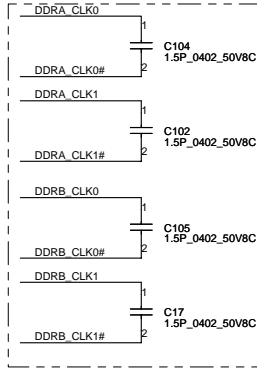 DDRA_CLK0
1
C104
1.5P_0402_50V8C
2
DDRA_CLK0#
DDRA_CLK1
1
C102
1.5P_0402_50V8C
2
DDRA_CLK1#
DDRB_CLK0
1
C105
1.5P_0402_50V8C
2
DDRB_CLK0#
DDRB_CLK1
1
C17
1.5P_0402_50V8C
2
DDRB_CLK1#